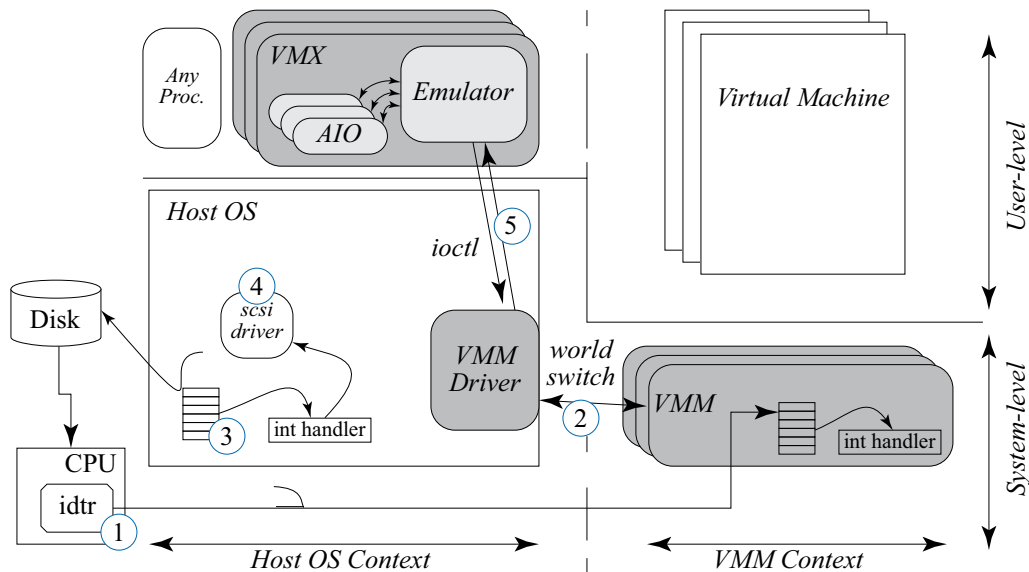 VMX
Any
Proc.
Emulator
AIO
Virtual Machine
User-level
Host OS
5
ioctl
4
scsi
driver
Disk
VMM
Driver
world
switch
2
VMM
3
int handler
int handler
System-level
CPU
idtr
1
Host OS Context
VMM Context